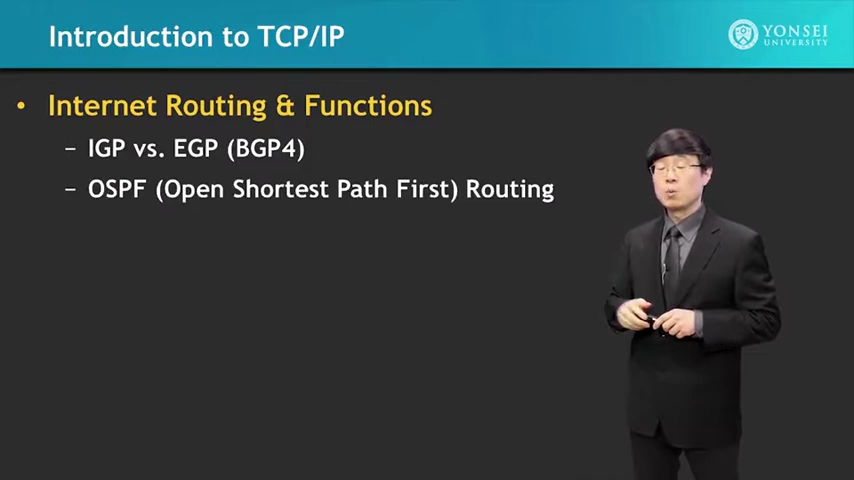 Introduction to TCP/IP
YONSEI
UNIVERSITY
• Internet Routing & Functions
– IGP vs. EGP (BGP4)
– OSPF (Open Shortest Path First) Routing